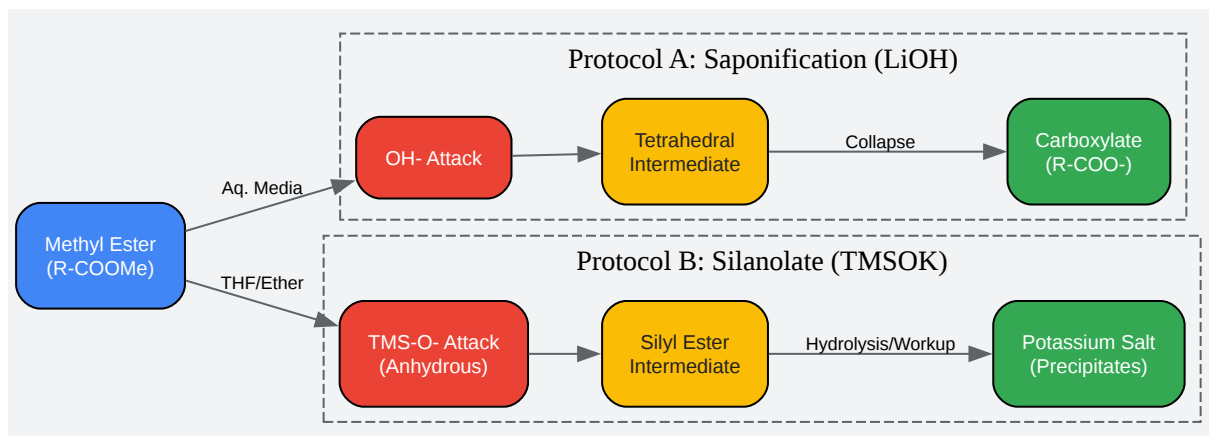 Protocol A: Saponification (LiOH)
OH- Attack
Tetrahedral
Intermediate
Collapse
Carboxylate
(R-COO-)
Aq. Media
Methyl Ester
(R-COOMe)
THF/Ether
Protocol B: Silanolate (TMSOK)
TMS-O- Attack
(Anhydrous)
Silyl Ester
Intermediate
Hydrolysis/Workup
Potassium Salt
(Precipitates)